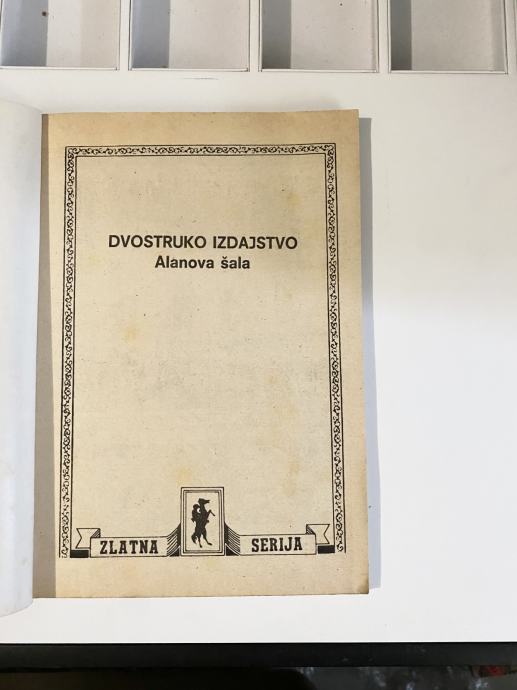 DVOSTRUKO IZDAJSTVO
Alanova šala
ZLATNA SERIJA